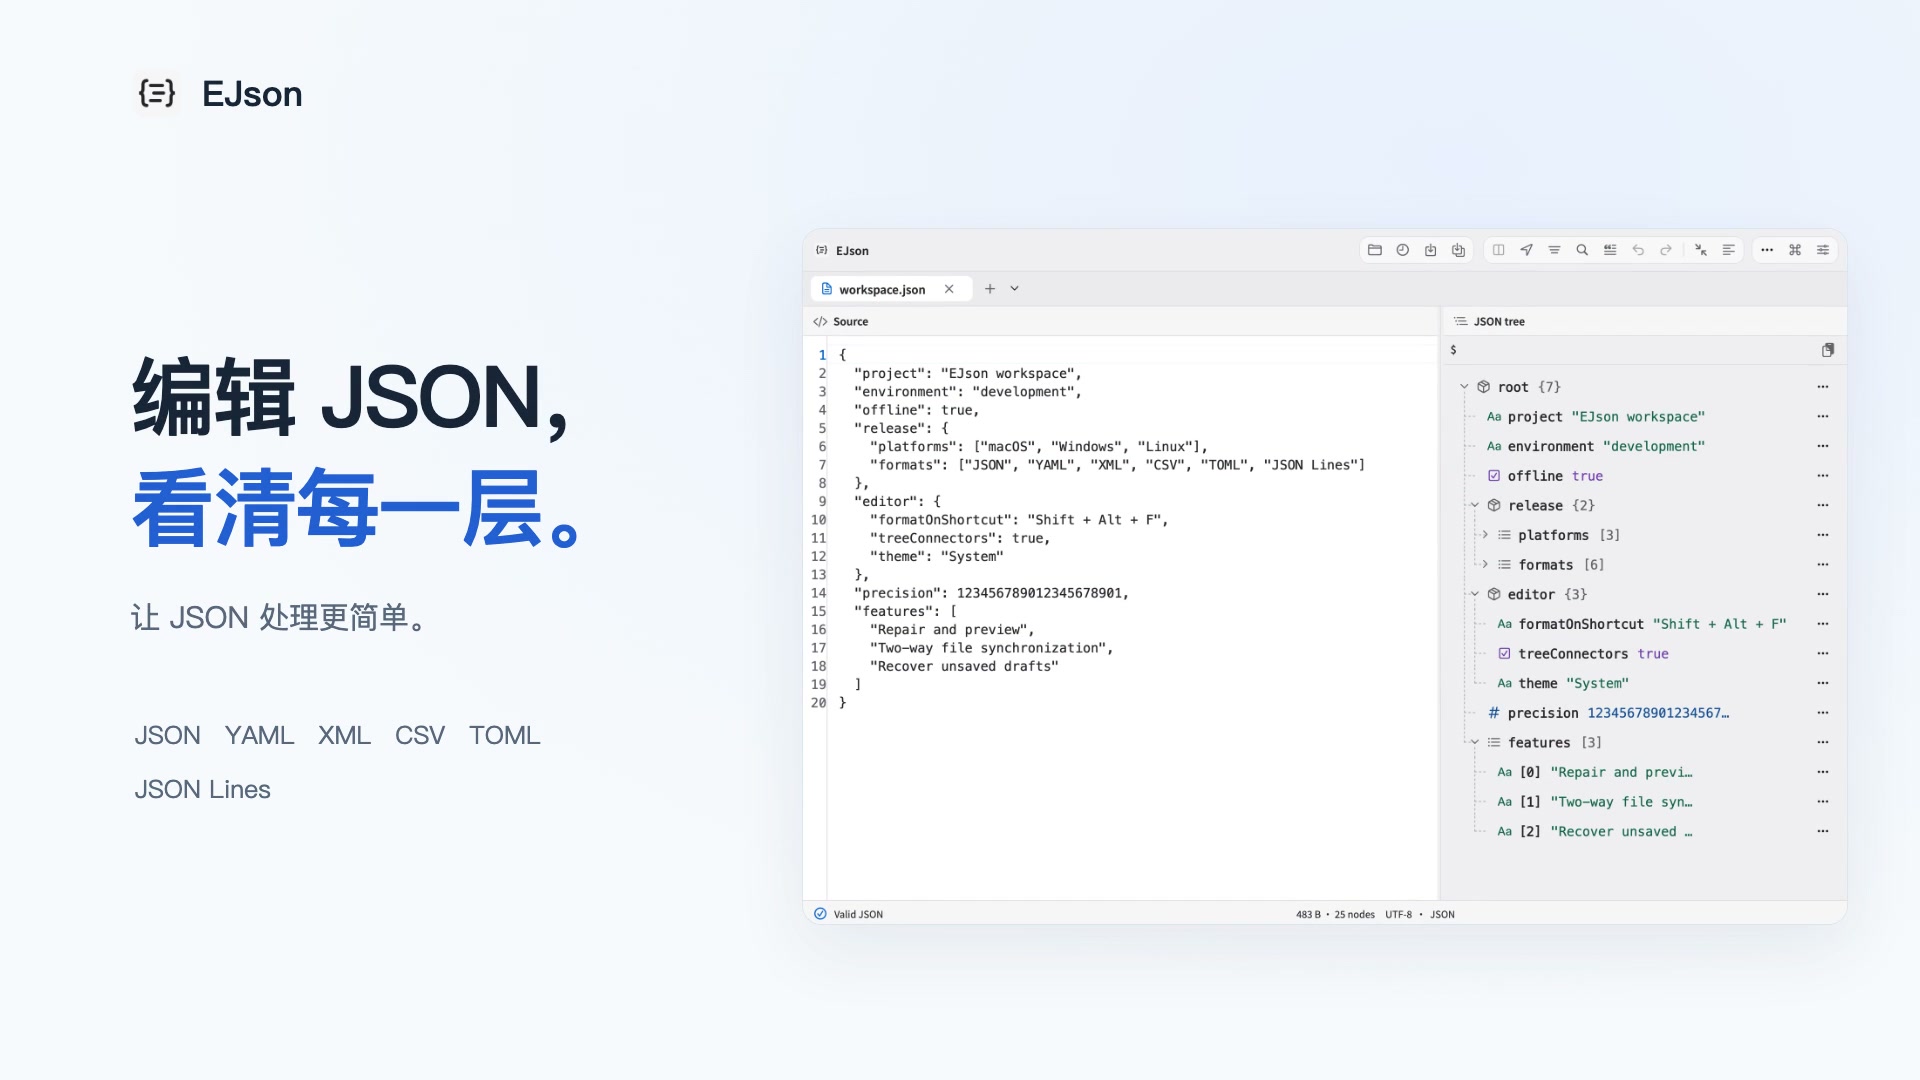 EJson
编辑 JSON,
看清每一层。
让 JSON 处理更简单。
JSON YAML XML CSV TOML
JSON Lines
EJson
workspace.json
Source
1 {
2 "project": "EJson workspace",
3 "environment": "development",
4 "offline": true,
5 "release": {
6 "platforms": ["macOS", "Windows", "Linux"],
7 "formats": ["JSON", "YAML", "XML", "CSV", "TOML", "JSON Lines"]
8 },
9 "editor": {
10 "formatOnShortcut": "Shift + Alt + F",
11 "treeConnectors": true,
12 "theme": "System"
13 },
14 "precision": 123456789012345678901,
15 "features": [
16 "Repair and preview",
17 "Two-way file synchronization",
18 "Recover unsaved drafts"
19 ]
20 }
JSON tree
$
root {7}
Aa project "EJson workspace"
Aa environment "development"
offline true
release {2}
platforms [3]
formats [6]
editor {3}
Aa formatOnShortcut "Shift + Alt + F"
treeConnectors true
Aa theme "System"
# precision 12345678901234567…
features [3]
Aa [0] "Repair and previ…
Aa [1] "Two-way file syn…
Aa [2] "Recover unsaved …
Valid JSON
483 B • 25 nodes UTF-8 • JSON